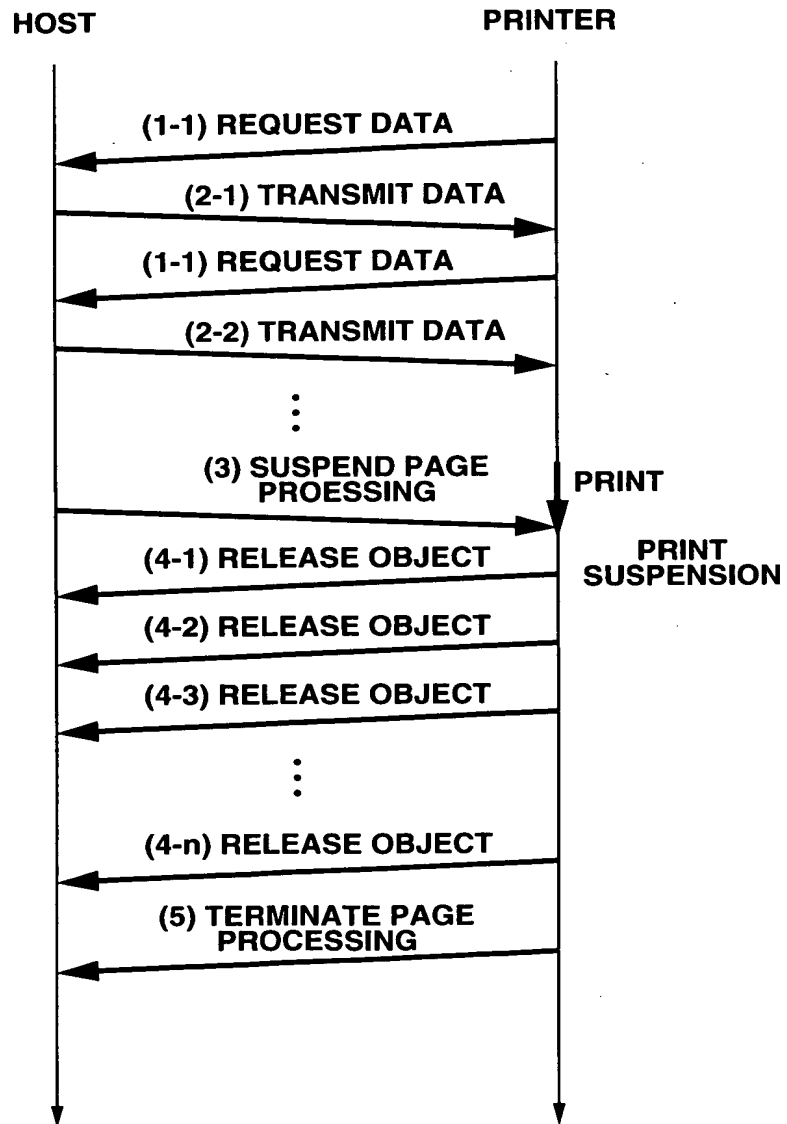 HOST
PRINTER
(1-1) REQUEST DATA
(2-1) TRANSMIT DATA
(1-1) REQUEST DATA
(2-2) TRANSMIT DATA
(3) SUSPEND PAGE
PROESSING
PRINT
PRINT
SUSPENSION
(4-1) RELEASE OBJECT
(4-2) RELEASE OBJECT
(4-3) RELEASE OBJECT
(4-n) RELEASE OBJECT
(5) TERMINATE PAGE
PROCESSING